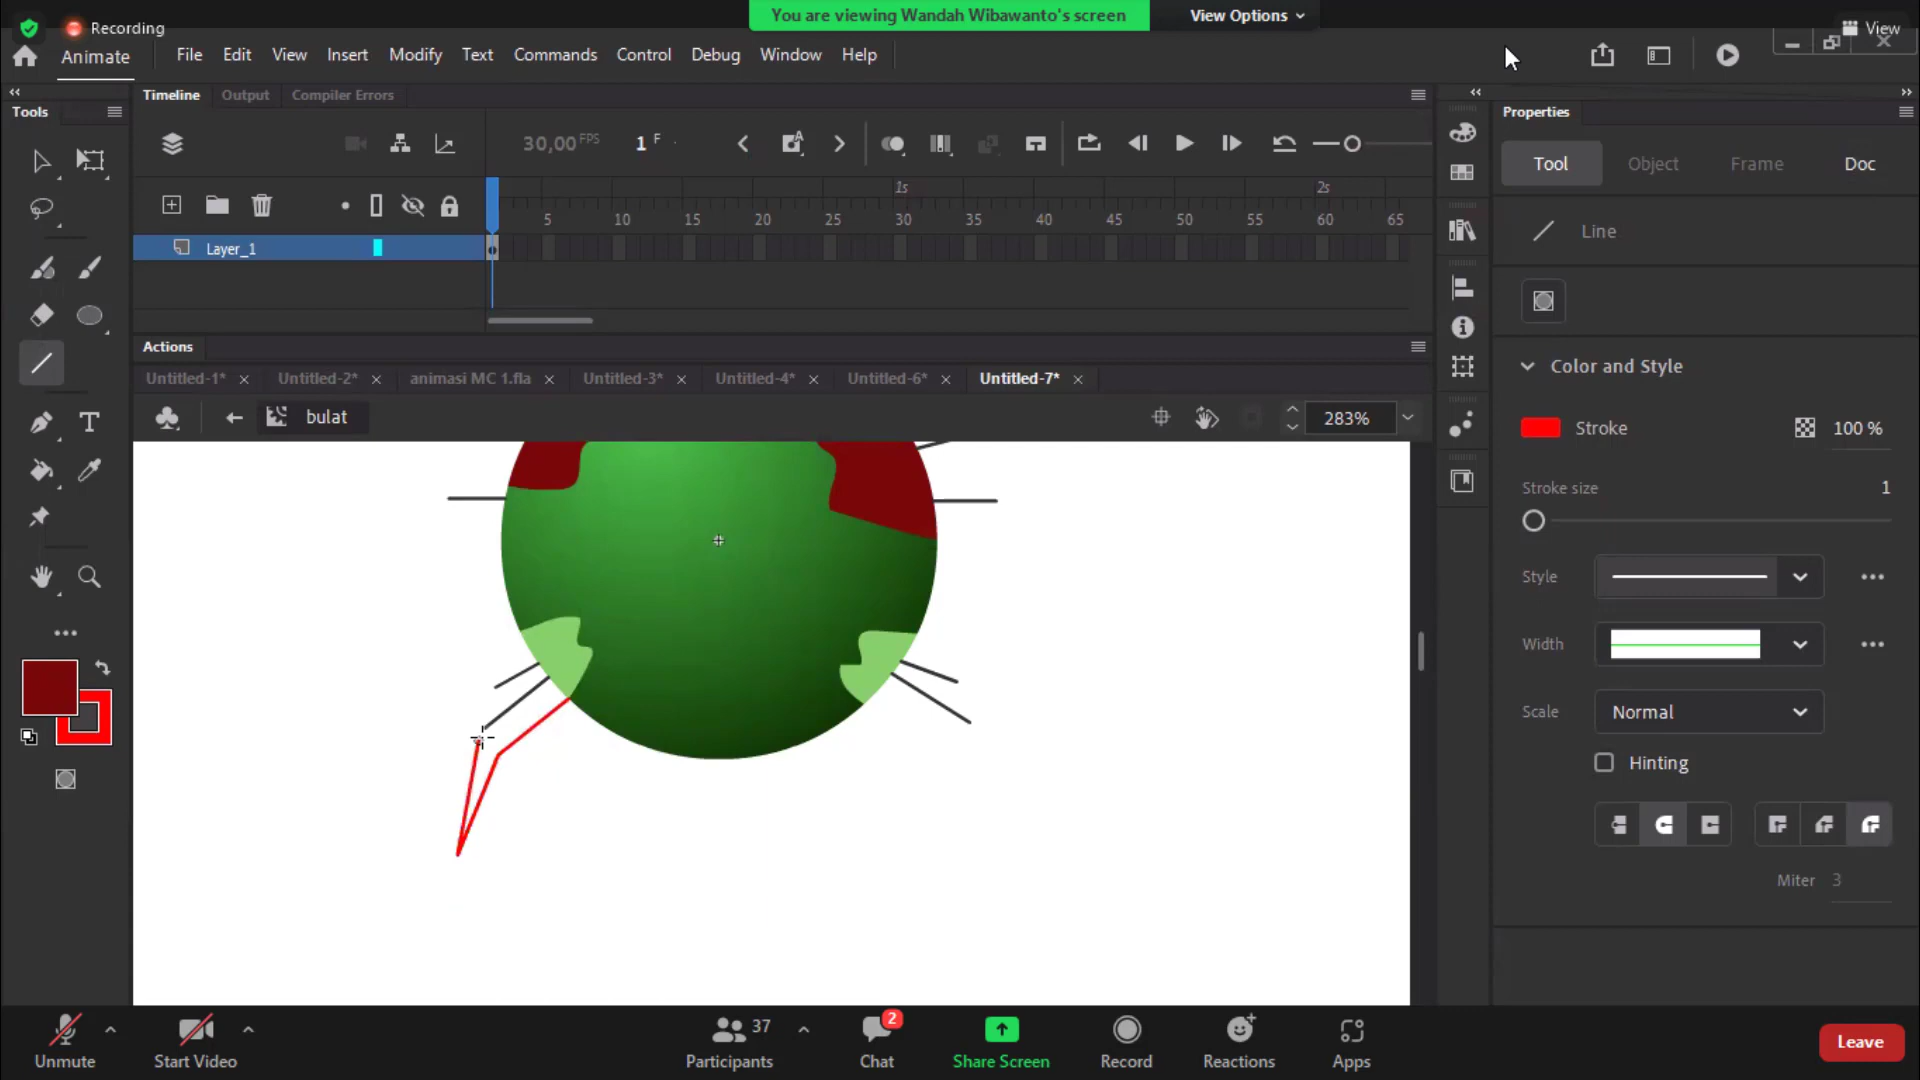 You are viewing Wandah Wibawanto's screen
View Options
Recording
View
Animate
File Edit View Insert Modify Text Commands Control Debug Window Help
Tools
Timeline Output Compiler Errors
Properties
30,00 FPS 1 F
Tool Object Frame Doc
1s 2s
5 10 15 20 25 30 35 40 45 50 55 60 65
Line
Layer_1
Actions
Color and Style
Untitled-1* Untitled-2* animasi MC 1.fla Untitled-3* Untitled-4* Untitled-6* Untitled-7*
bulat
283%
Stroke 100 %
Stroke size 1
Style
Width
Scale Normal
Hinting
Miter 3
37
2
Unmute Start Video Participants Chat Share Screen Record Reactions Apps
Leave